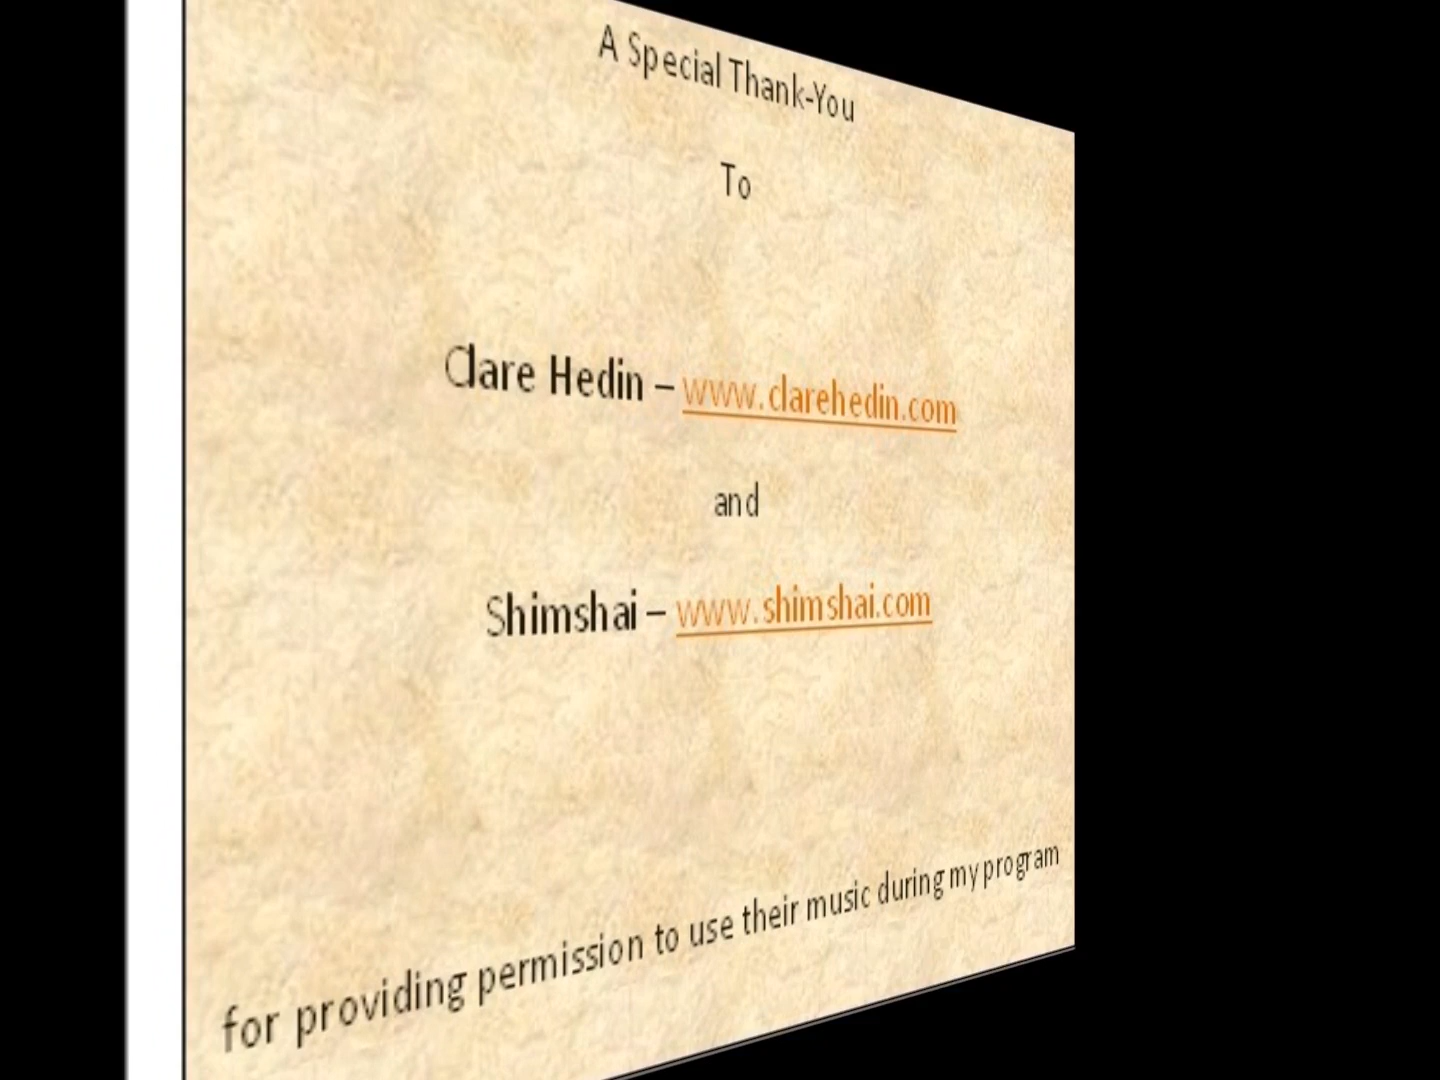 A Special Thank-You
To
Clare Hedin – www.clarehedin.com
and
Shimshai – www.shimshai.com
for providing permission to use their music during my program